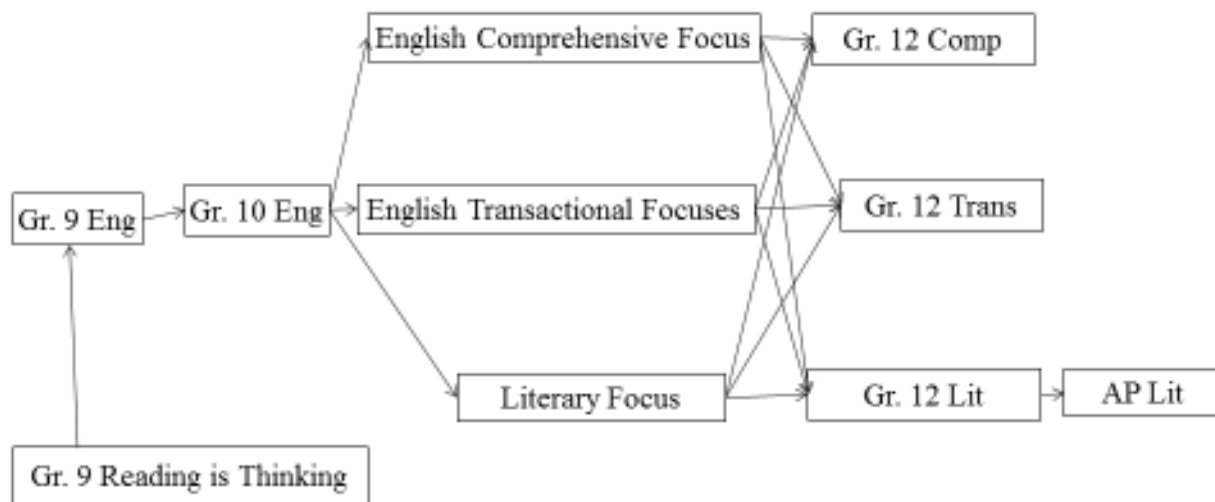 English Comprehensive Focus
Gr. 12 Comp
Gr. 9 Eng
Gr. 10 Eng
English Transactional Focuses
Gr. 12 Trans
Literary Focus
Gr. 12 Lit
AP Lit
Gr. 9 Reading is Thinking